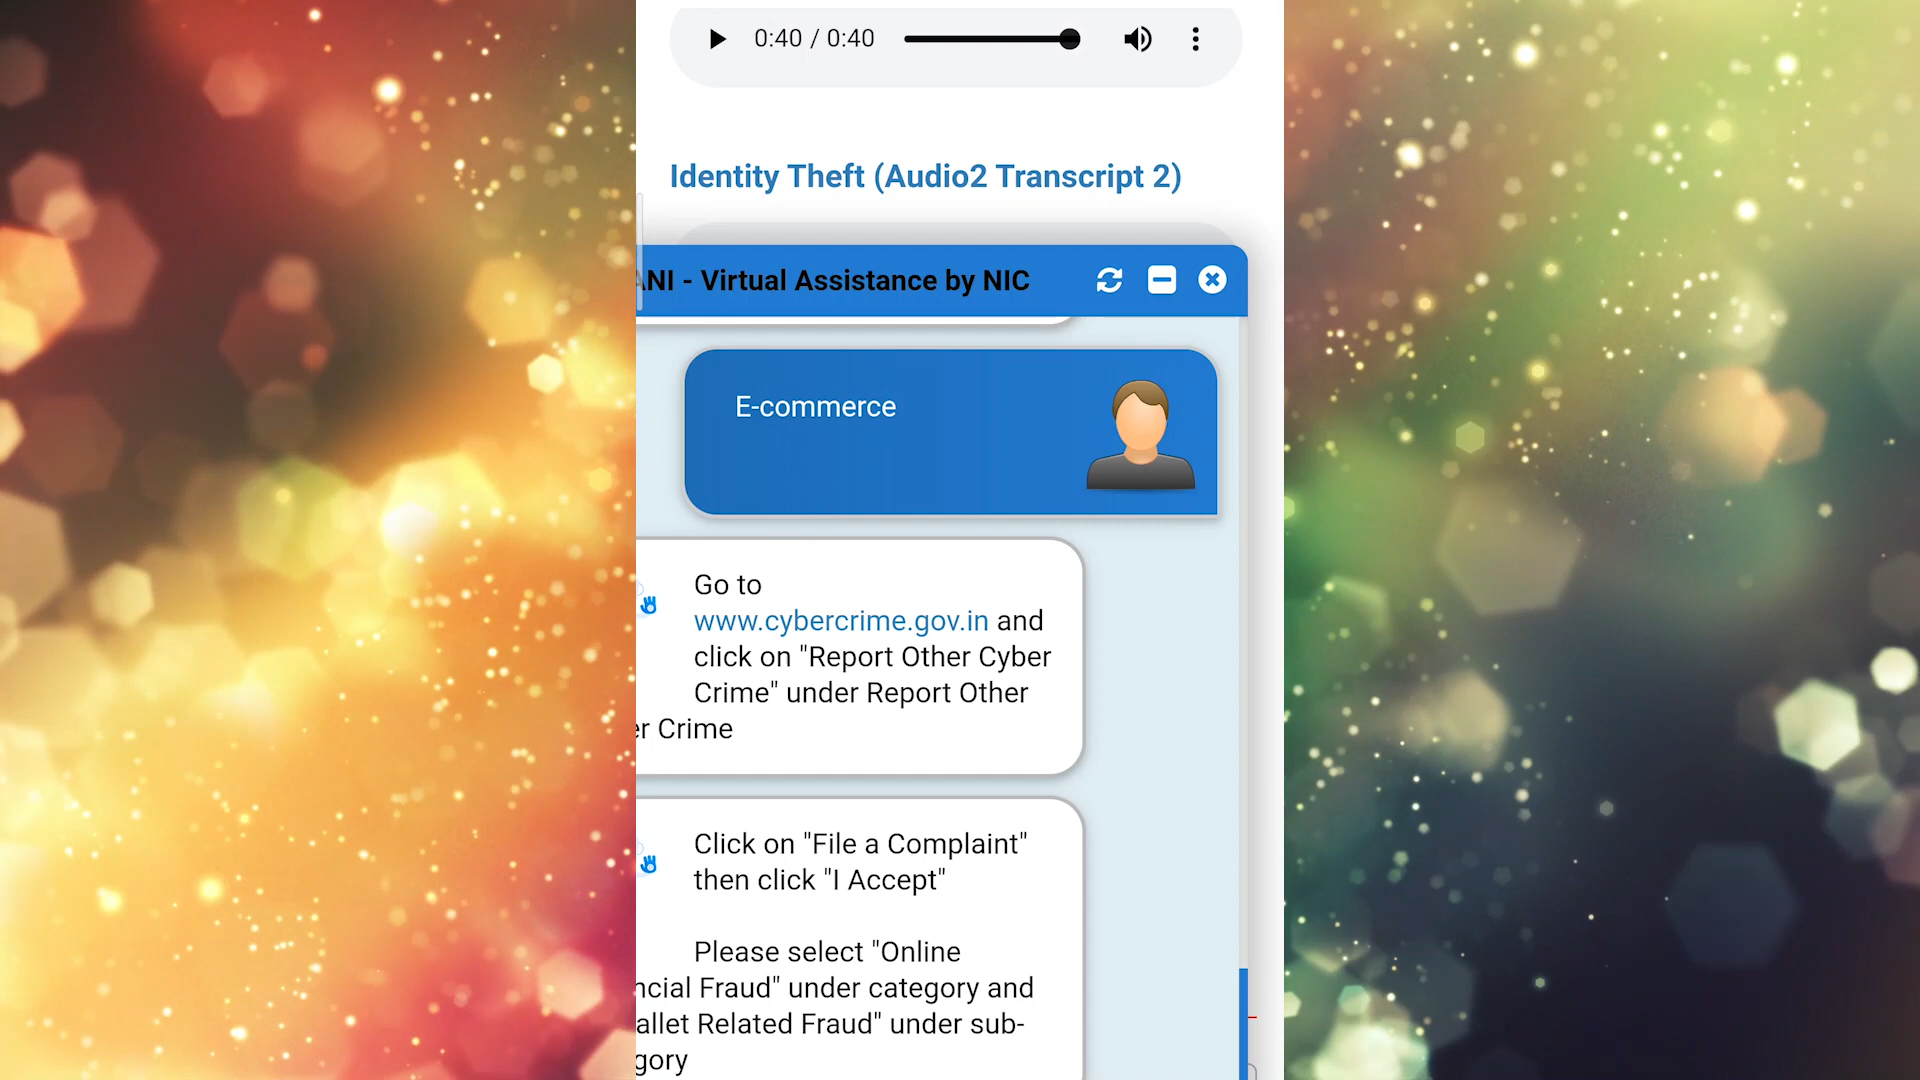 0:40 / 0:40
Identity Theft (Audio2 Transcript 2)
ANI - Virtual Assistance by NIC
E-commerce
Go to
www.cybercrime.gov.in and
click on "Report Other Cyber
Crime" under Report Other
er Crime
Click on "File a Complaint"
then click "I Accept"
Please select "Online
ncial Fraud" under category and
allet Related Fraud" under sub-
gory